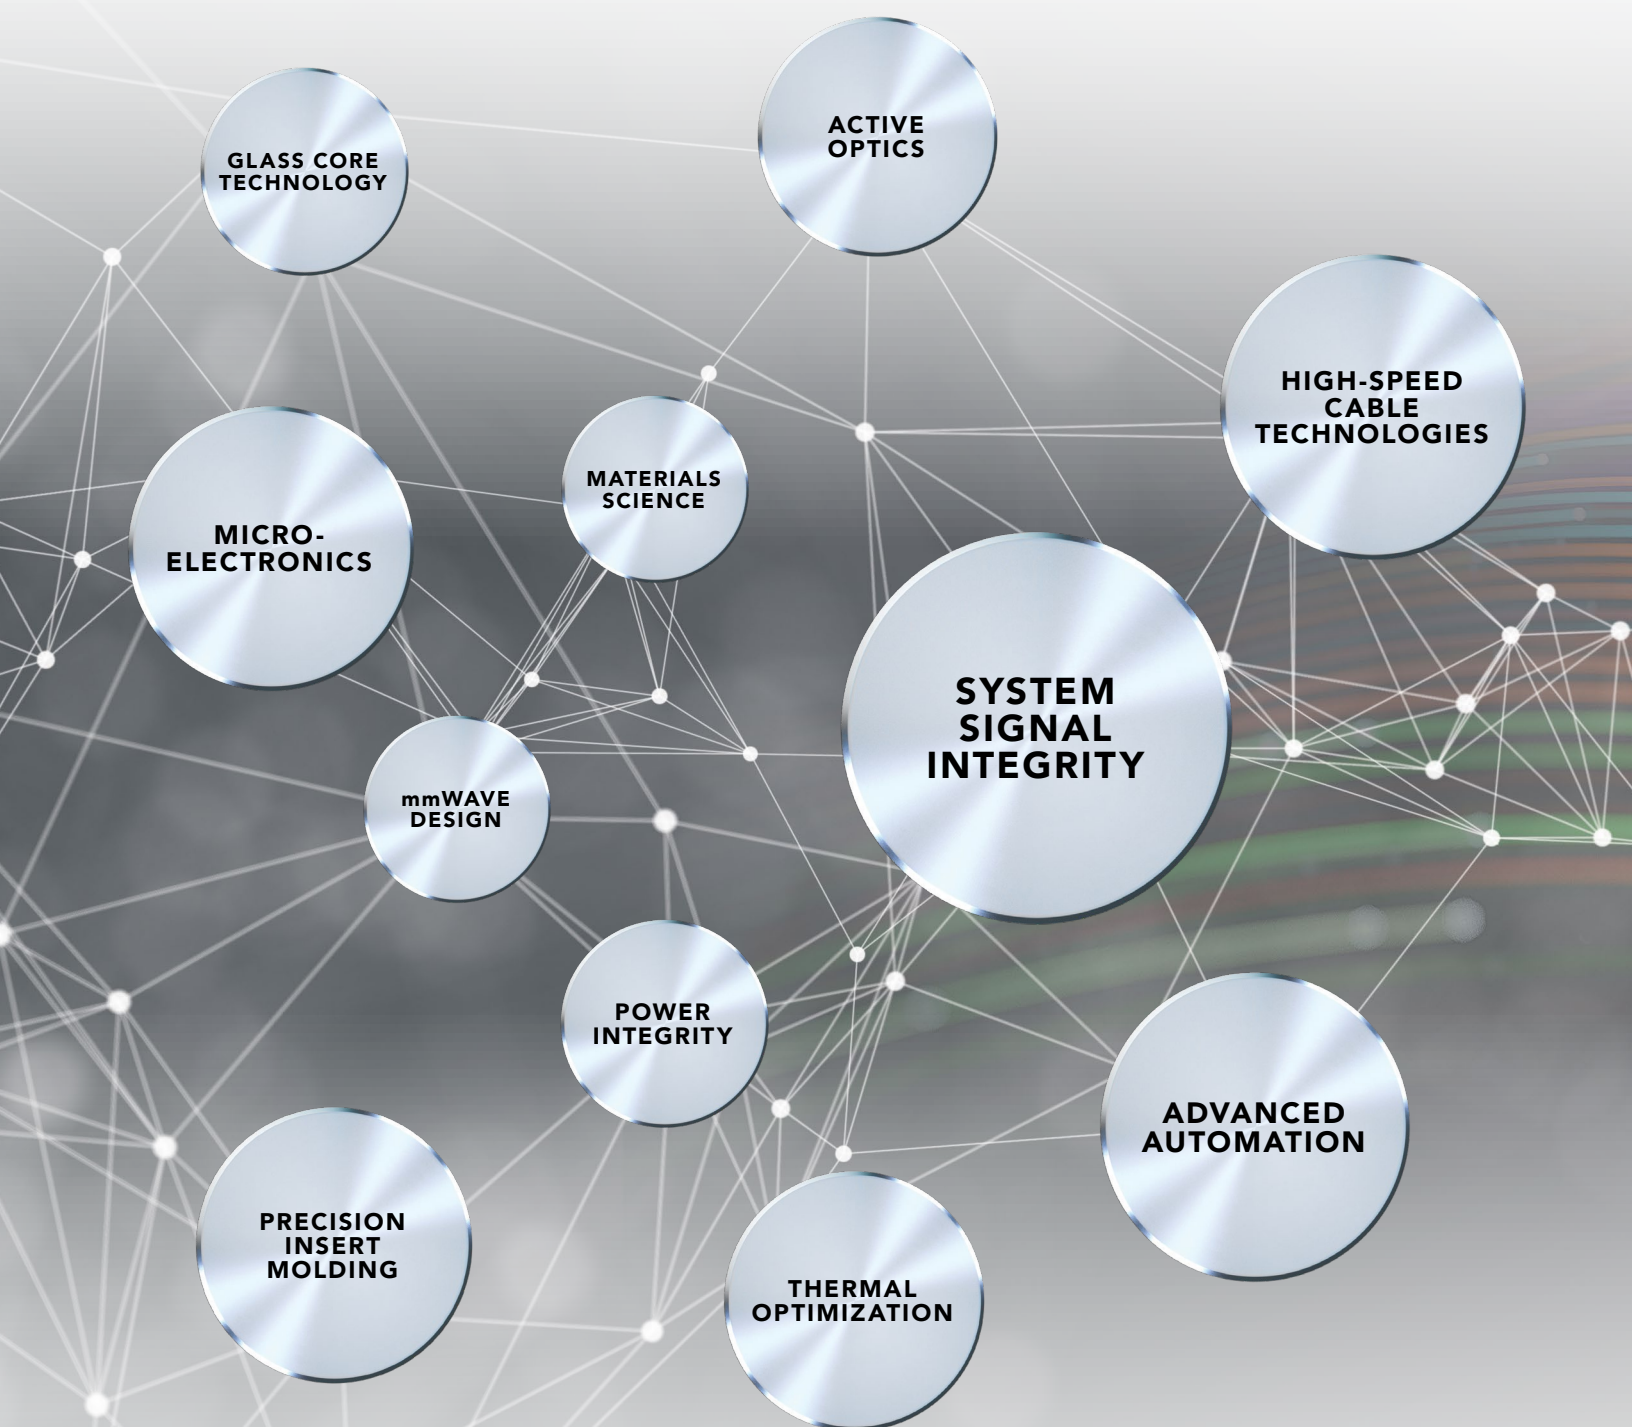 ACTIVE
OPTICS
GLASS CORE
TECHNOLOGY
HIGH-SPEED
CABLE
TECHNOLOGIES
MATERIALS
SCIENCE
MICRO-
ELECTRONICS
SYSTEM
SIGNAL
INTEGRITY
mmWAVE
DESIGN
POWER
INTEGRITY
ADVANCED
AUTOMATION
PRECISION
INSERT
MOLDING
THERMAL
OPTIMIZATION